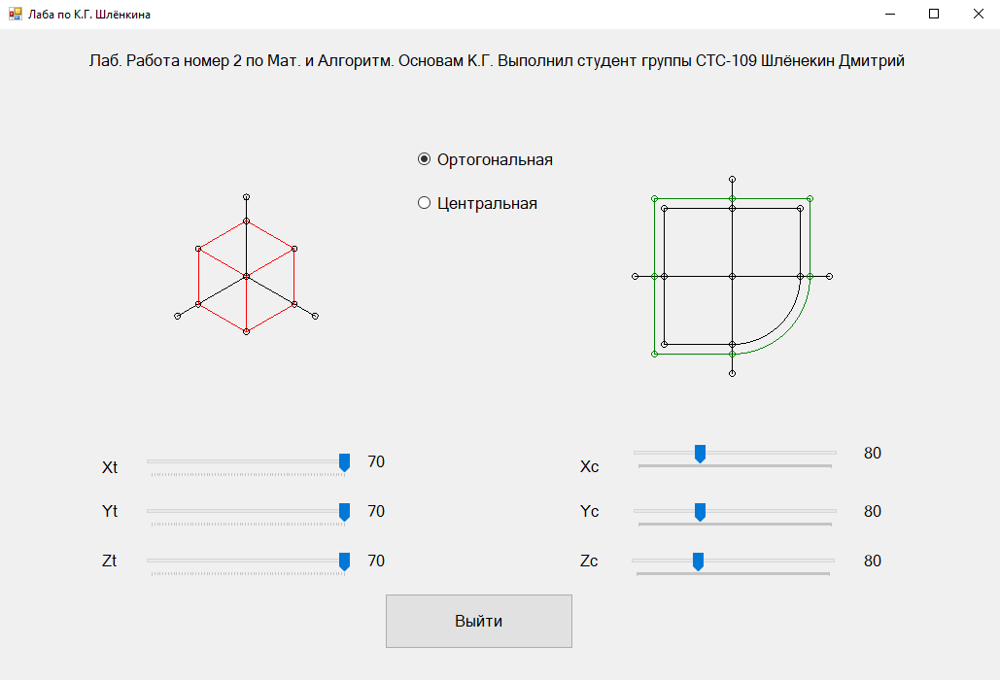 Лаба по К.Г. Шлёнкина
Лаб. Работа номер 2 по Мат. и Алгоритм. Основам К.Г. Выполнил студент группы СТС-109 Шлёнекин Дмитрий
Ортогональная
Центральная
Xt 70
Yt 70
Zt 70
Xc 80
Yc 80
Zc 80
Выйти